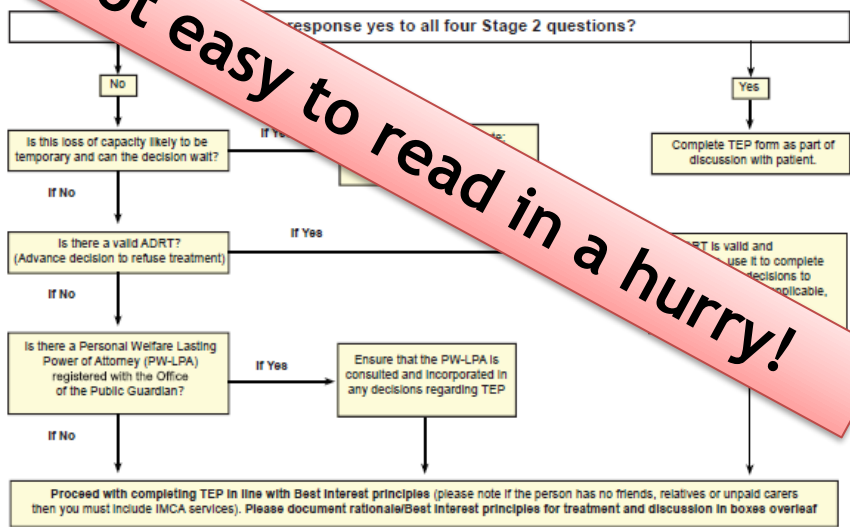 response yes to all four Stage 2 questions?
No
Yes
Is this loss of capacity likely to be
temporary and can the decision wait?
If
Complete TEP form as part of
discussion with patient.
If No
Is there a valid ADRT?
(Advance decision to refuse treatment)
If Yes
is valid and
use it to complete
decisions to
If No
Is there a Personal Welfare Lasting
Power of Attorney (PW-LPA)
registered with the Office
of the Public Guardian?
If Yes
Ensure that the PW-LPA is
consulted and incorporated in
any decisions regarding TEP
If No
Proceed with completing TEP in line with Best Interest principles (please note if the person has no friends, relatives or unpaid carers
then you must include IMCA services). Please document rationale/Best Interest principles for treatment and discussion in boxes overleaf
easy to read in a hurry!